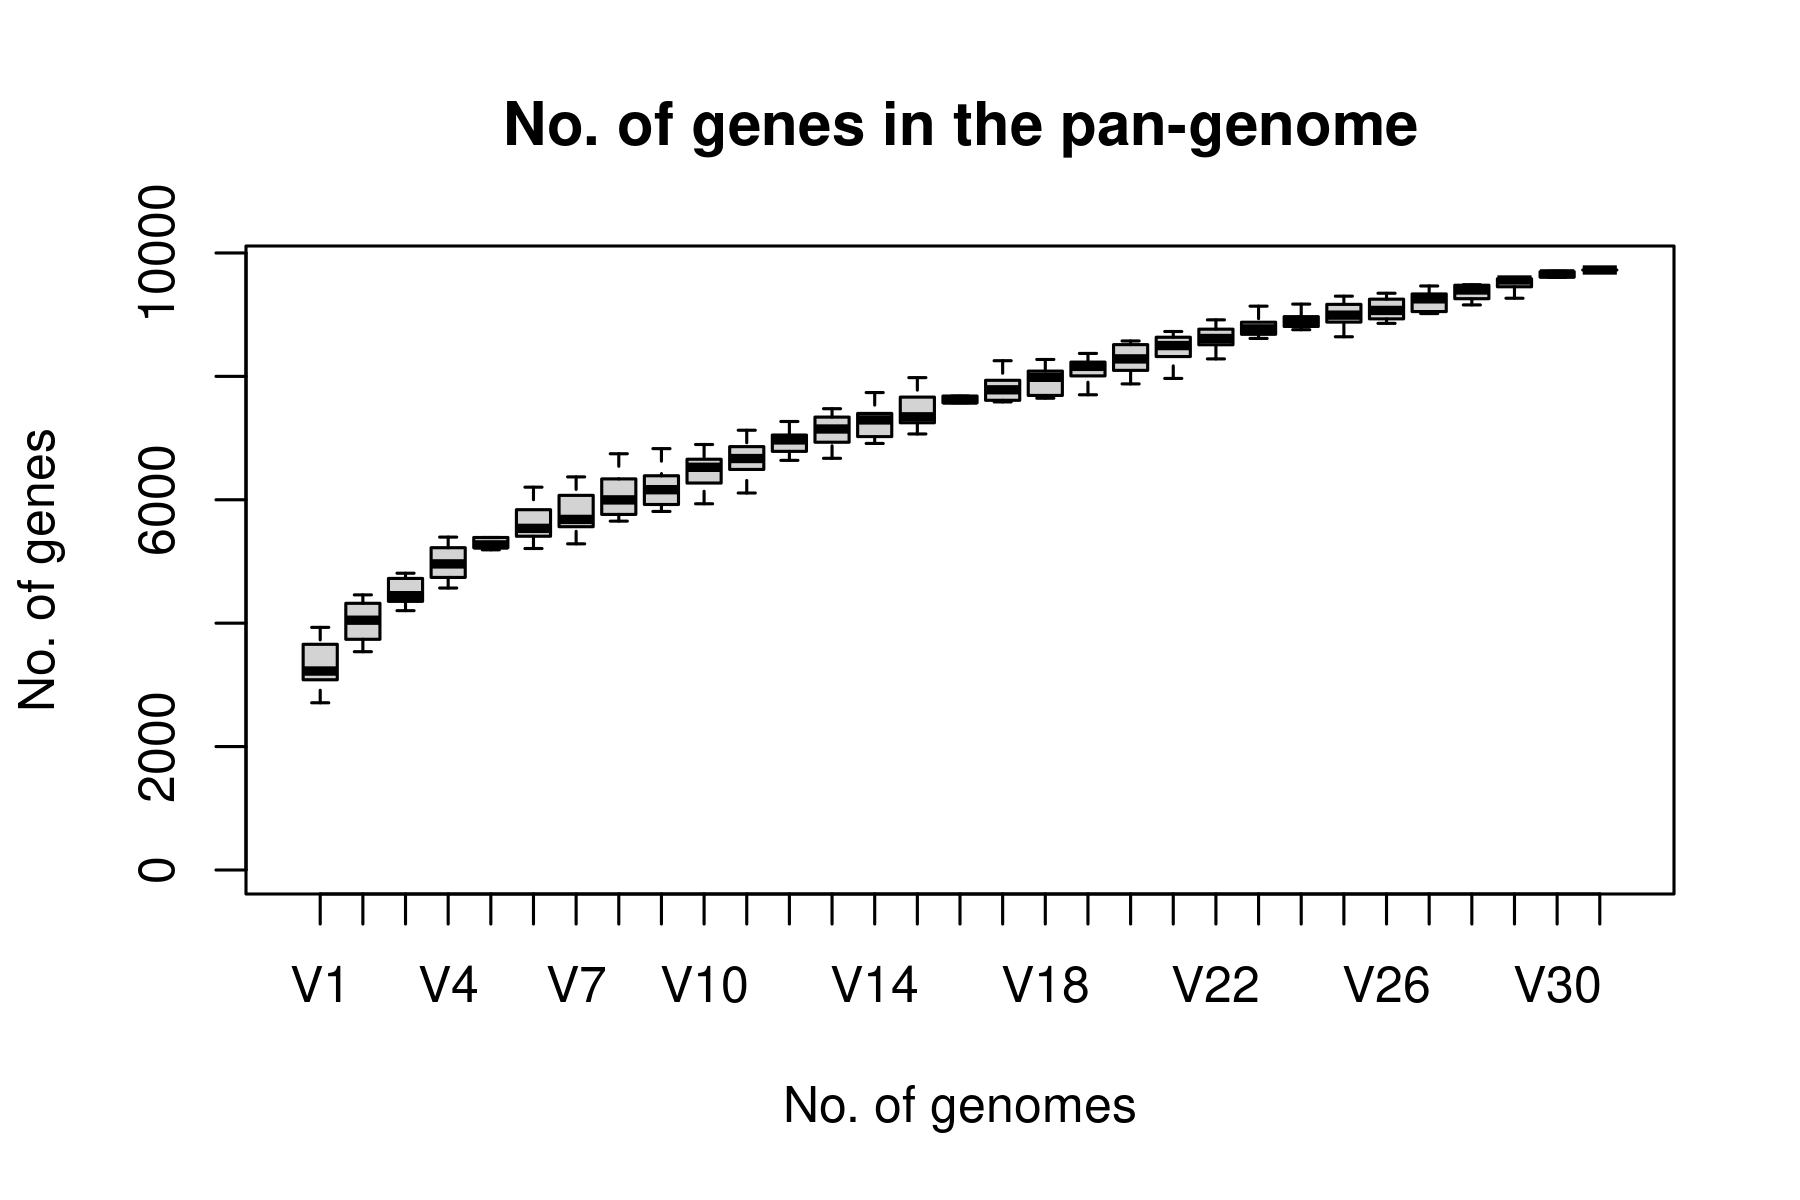 No. of genes in the pan-genome
No. of genes
10000
6000
2000
0
V1 V4 V7 V10 V14 V18 V22 V26 V30
No. of genomes